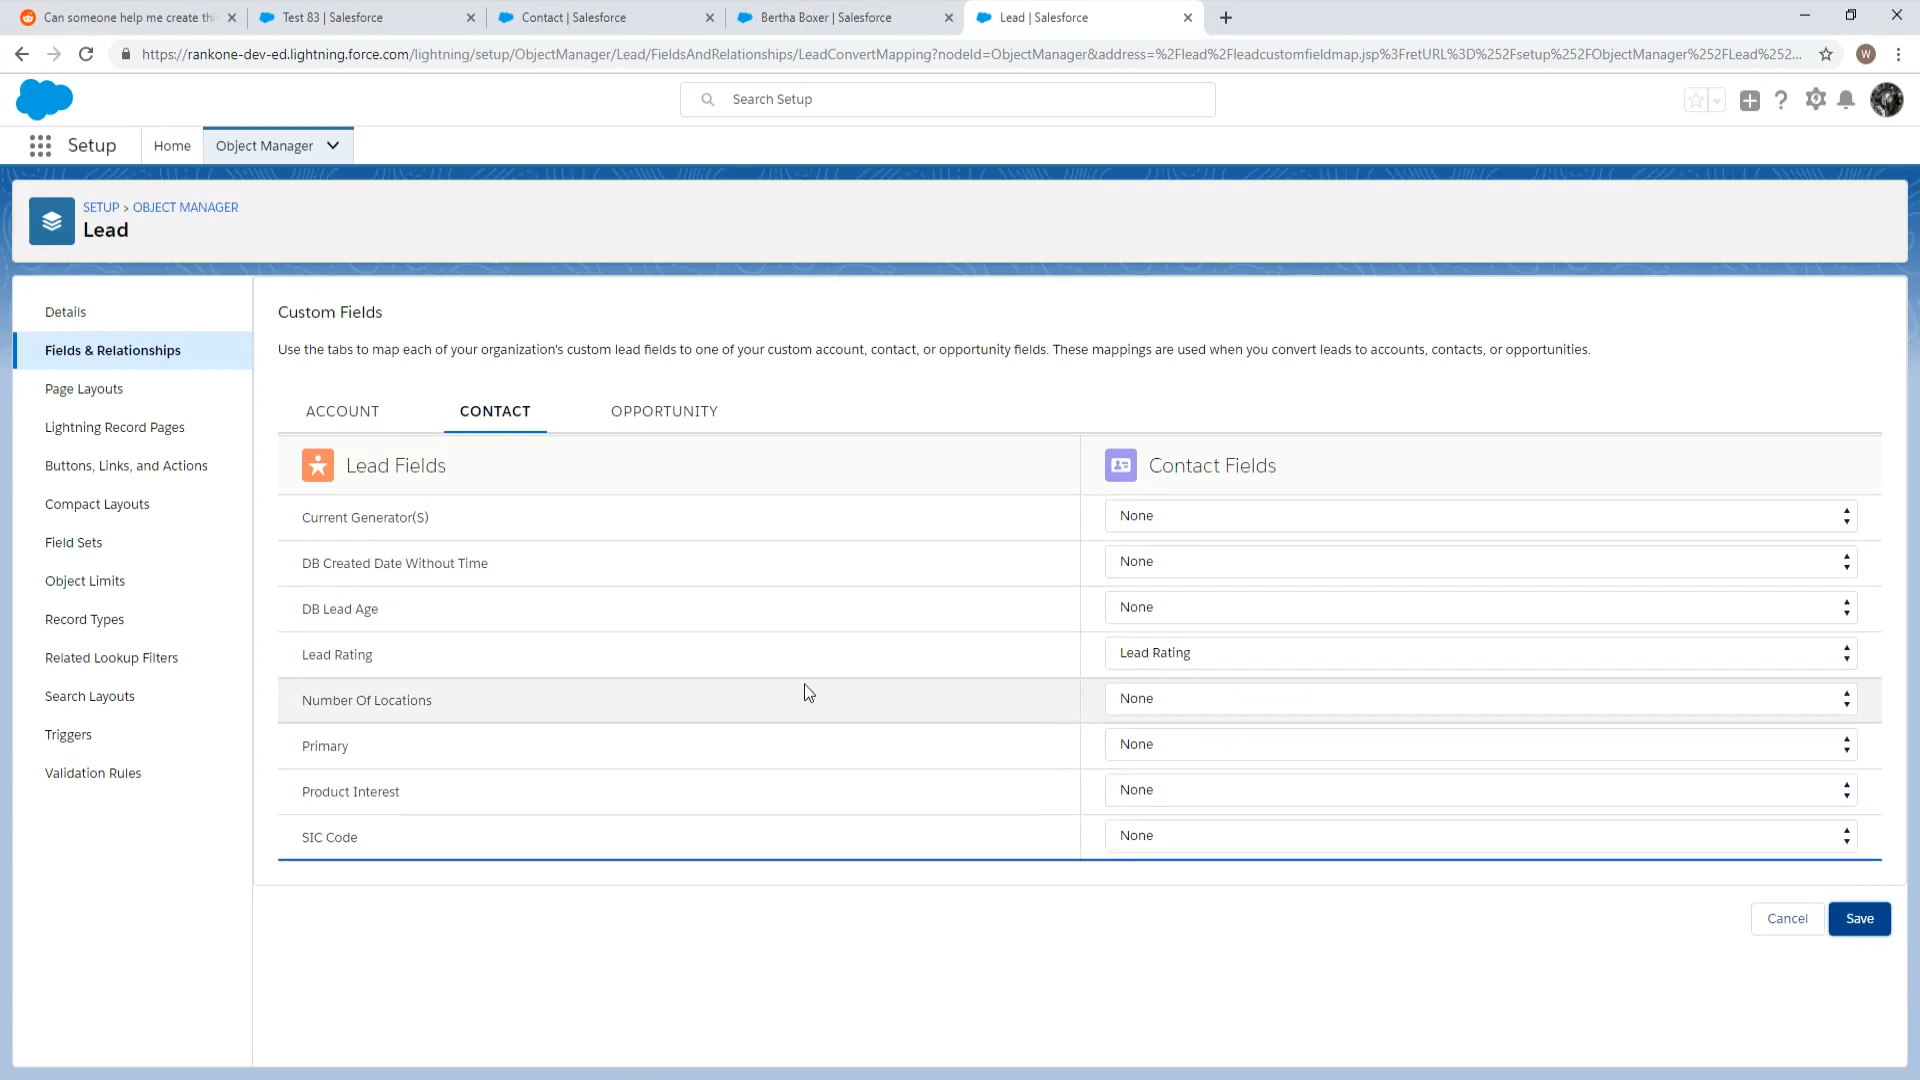 Can someone help me create thi
Test 83 | Salesforce
Contact | Salesforce
Bertha Boxer | Salesforce
Lead | Salesforce
https://rankone-dev-ed.lightning.force.com/lightning/setup/ObjectManager/Lead/FieldsAndRelationships/LeadConvertMapping?nodeId=ObjectManager&address=%2Flead%2Fleadcustomfieldmap.jsp%3FretURL%3D%252Fsetup%252FObjectManager%252FLead%252...
W
Search Setup
Setup
Home
Object Manager
SETUP > OBJECT MANAGER
Lead
Details
Fields & Relationships
Page Layouts
Lightning Record Pages
Buttons, Links, and Actions
Compact Layouts
Field Sets
Object Limits
Record Types
Related Lookup Filters
Search Layouts
Triggers
Validation Rules
Custom Fields
Use the tabs to map each of your organization's custom lead fields to one of your custom account, contact, or opportunity fields. These mappings are used when you convert leads to accounts, contacts, or opportunities.
ACCOUNT CONTACT OPPORTUNITY
Lead Fields Contact Fields
Current Generator(S) None
DB Created Date Without Time None
DB Lead Age None
Lead Rating Lead Rating
Number Of Locations None
Primary None
Product Interest None
SIC Code None
Cancel Save